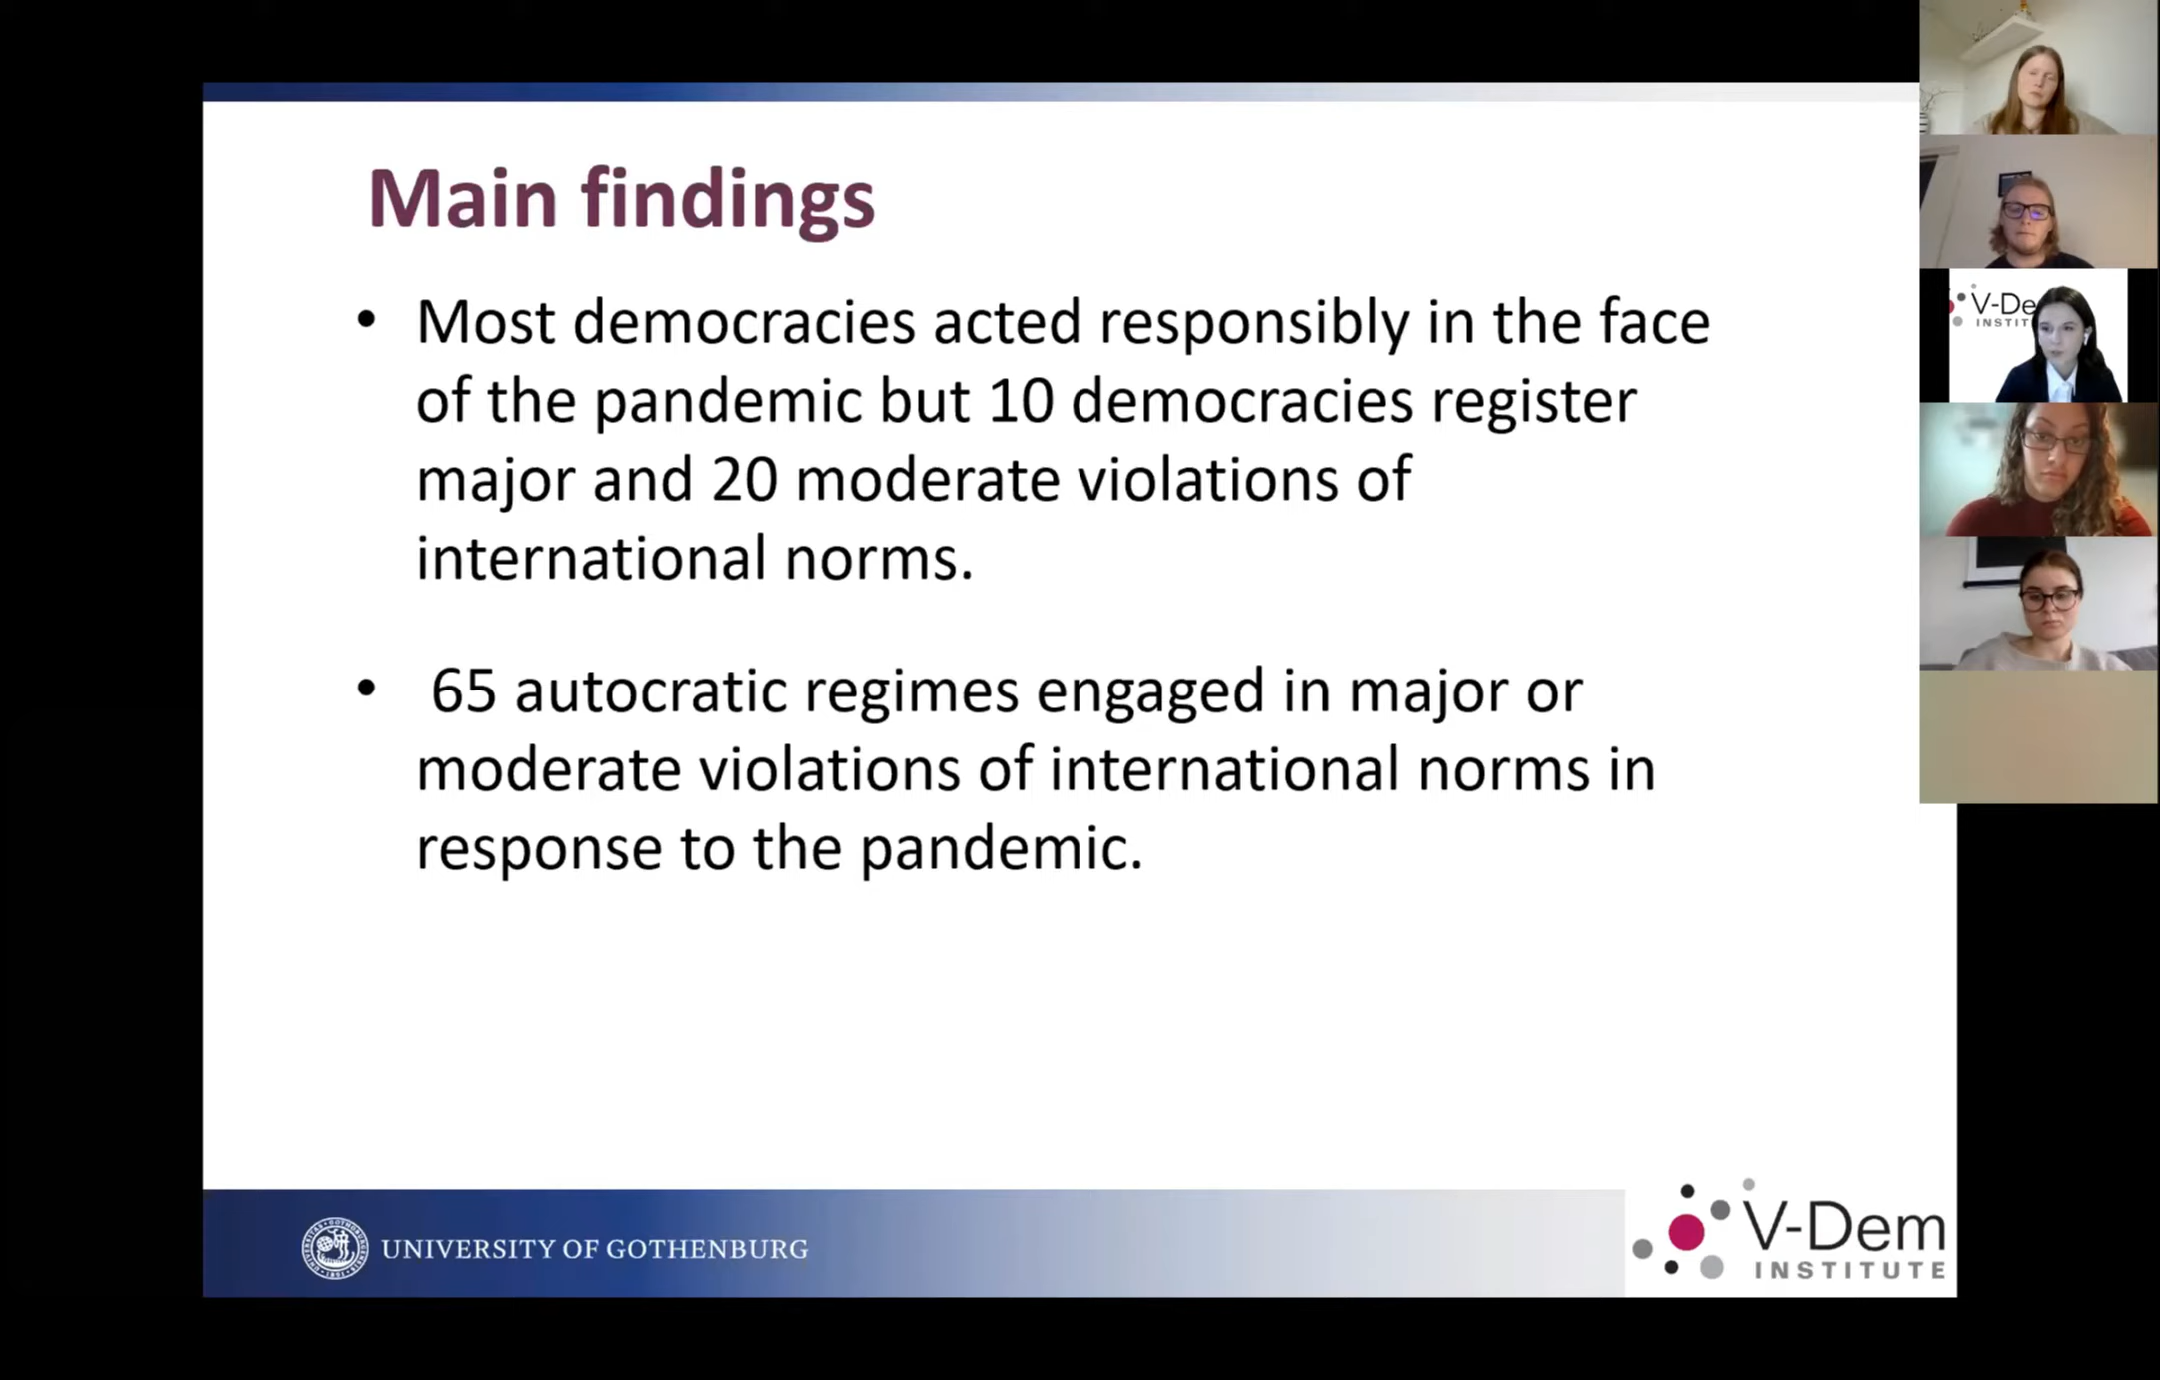 Main findings
• Most democracies acted responsibly in the face
of the pandemic but 10 democracies register
major and 20 moderate violations of
international norms.
• 65 autocratic regimes engaged in major or
moderate violations of international norms in
response to the pandemic.
UNIVERSITY OF GOTHENBURG
V-Dem
INSTITUTE
V-De
INSTIT